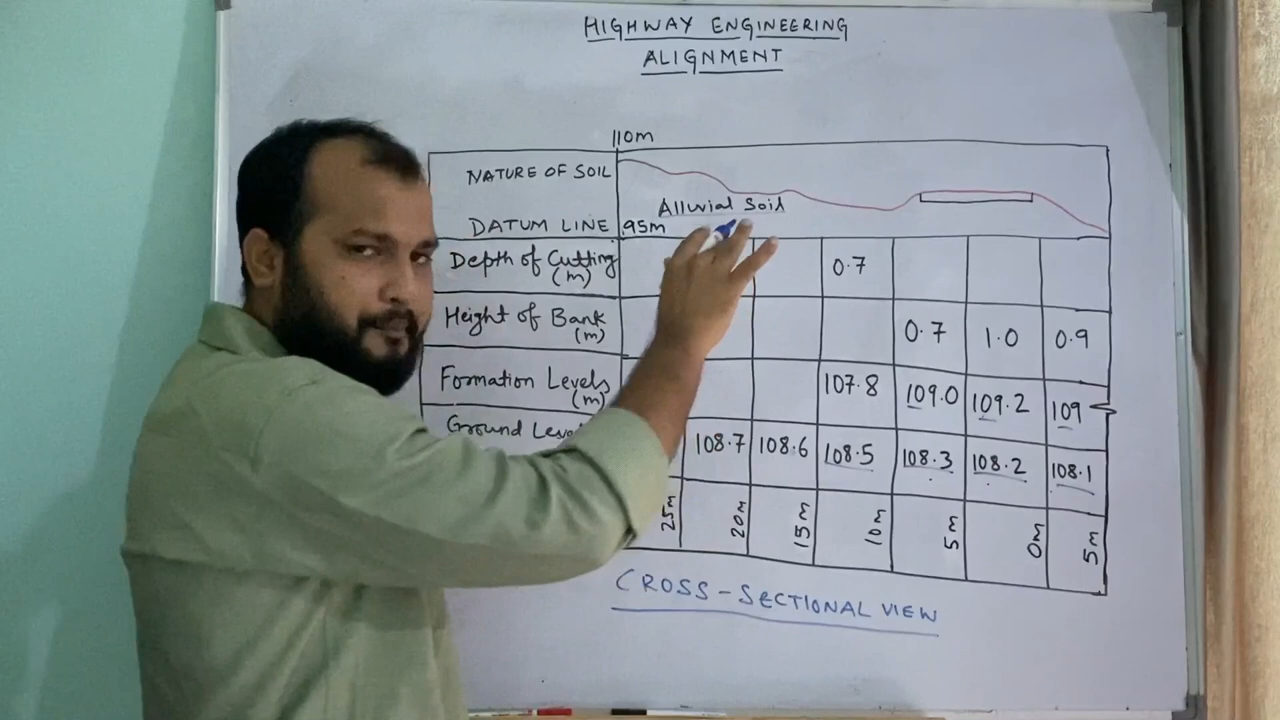 HIGHWAY ENGINEERING
ALIGNMENT
110m
NATURE OF SOIL
Alluvial Soil
DATUM LINE 95m
Depth of Cutting (m) 0.7
Height of Bank (m) 0.7 1.0 0.9
Formation Levels (m) 107.8 109.0 109.2 109
Ground 108.7 108.6 108.5 108.3 108.2 108.1
25m 20m 15m 10m 5m 0m 5m
CROSS-SECTIONAL VIEW